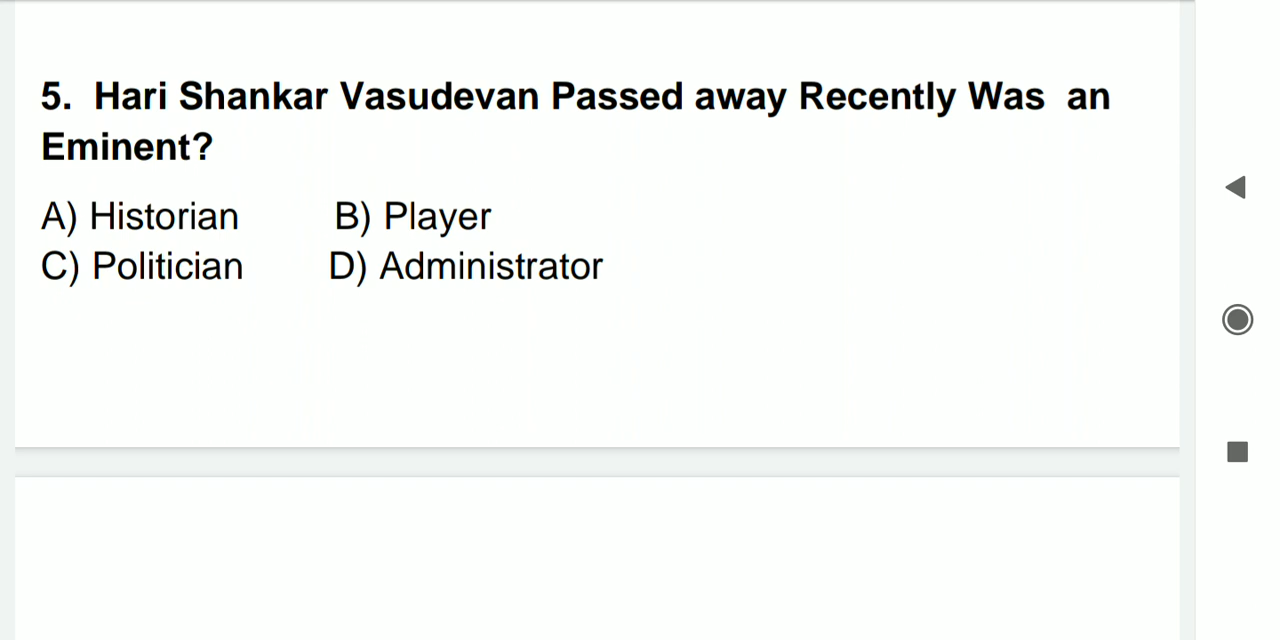 5. Hari Shankar Vasudevan Passed away Recently Was an
Eminent?
A) Historian B) Player
C) Politician D) Administrator